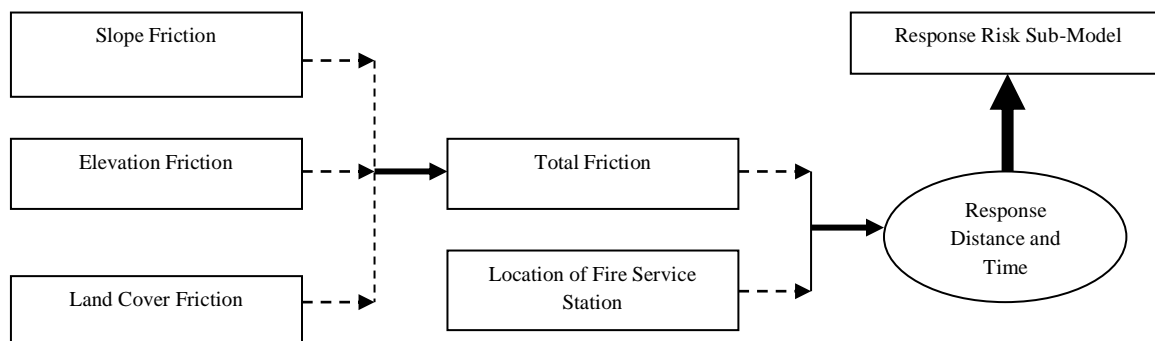 Slope Friction
Response Risk Sub-Model
Elevation Friction
Total Friction
Response
Distance and
Time
Land Cover Friction
Location of Fire Service
Station